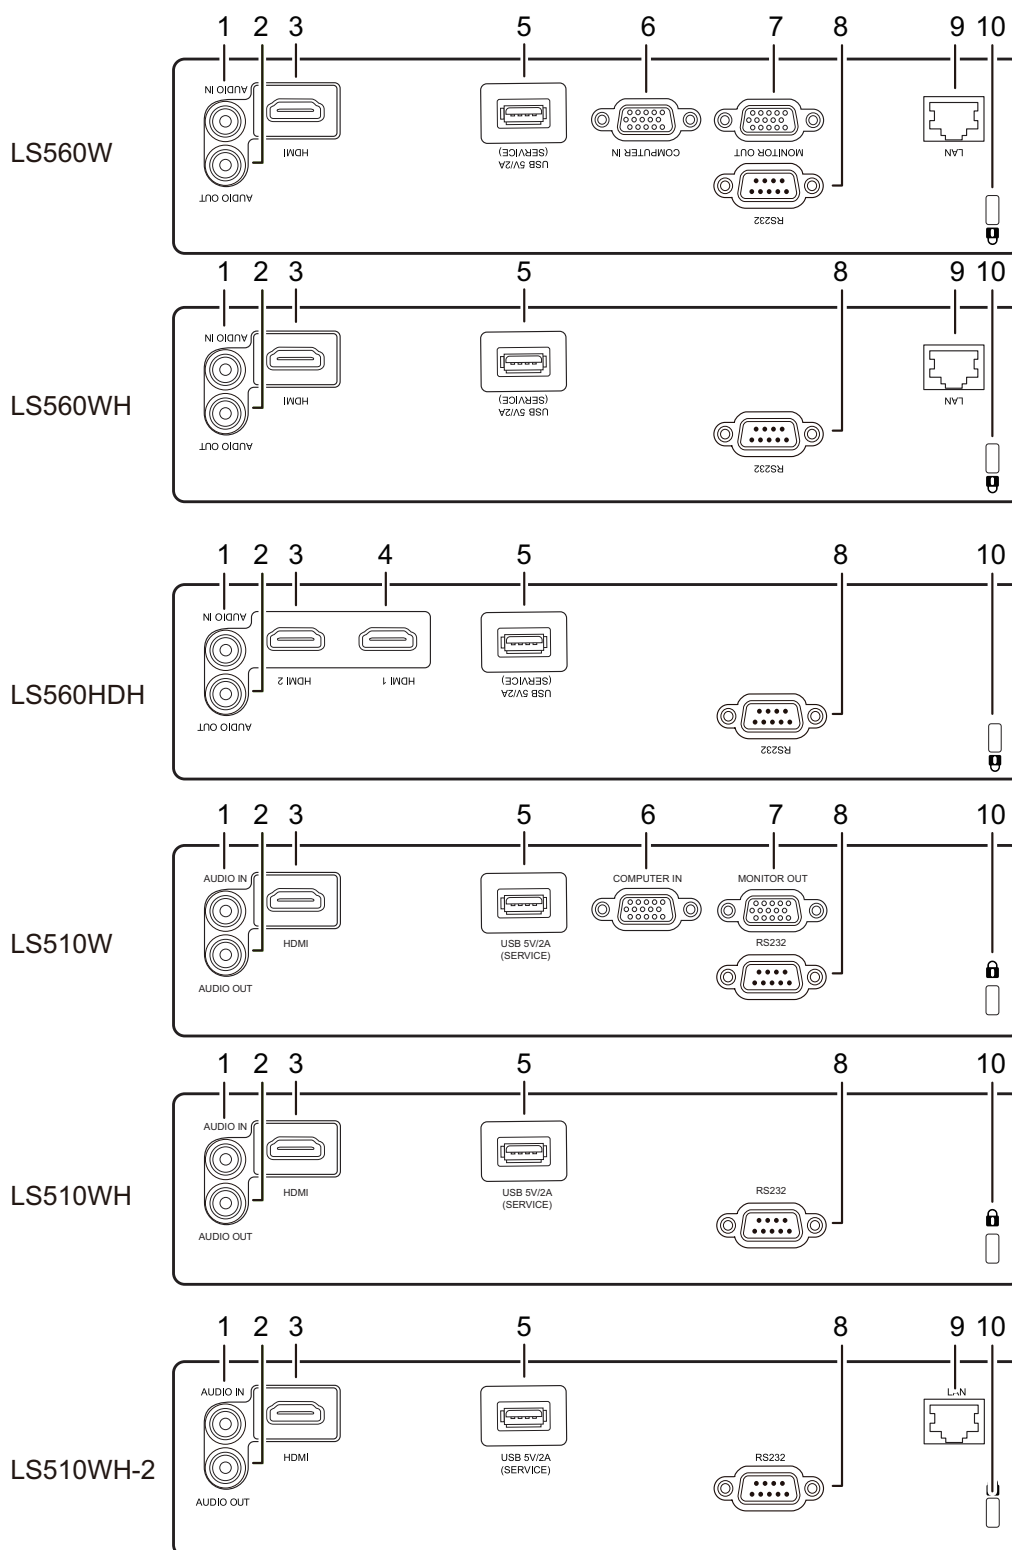 1 2 3 5 6 7 8 9 10
LS560W
AUDIO IN
HDMI
AUDIO OUT
USB 5V/2A
(SERVICE)
COMPUTER IN
MONITOR OUT
RS232
LAN
1 2 3 5 8 9 10
LS560WH
AUDIO IN
HDMI
AUDIO OUT
USB 5V/2A
(SERVICE)
RS232
LAN
1 2 3 4 5 8 10
LS560HDH
AUDIO IN
HDMI 2
HDMI 1
AUDIO OUT
USB 5V/2A
(SERVICE)
RS232
1 2 3 5 6 7 8 10
LS510W
AUDIO IN
HDMI
AUDIO OUT
USB 5V/2A
(SERVICE)
COMPUTER IN
MONITOR OUT
RS232
1 2 3 5 8 10
LS510WH
AUDIO IN
HDMI
AUDIO OUT
USB 5V/2A
(SERVICE)
RS232
1 2 3 5 8 9 10
LS510WH-2
AUDIO IN
HDMI
AUDIO OUT
USB 5V/2A
(SERVICE)
RS232
LAN